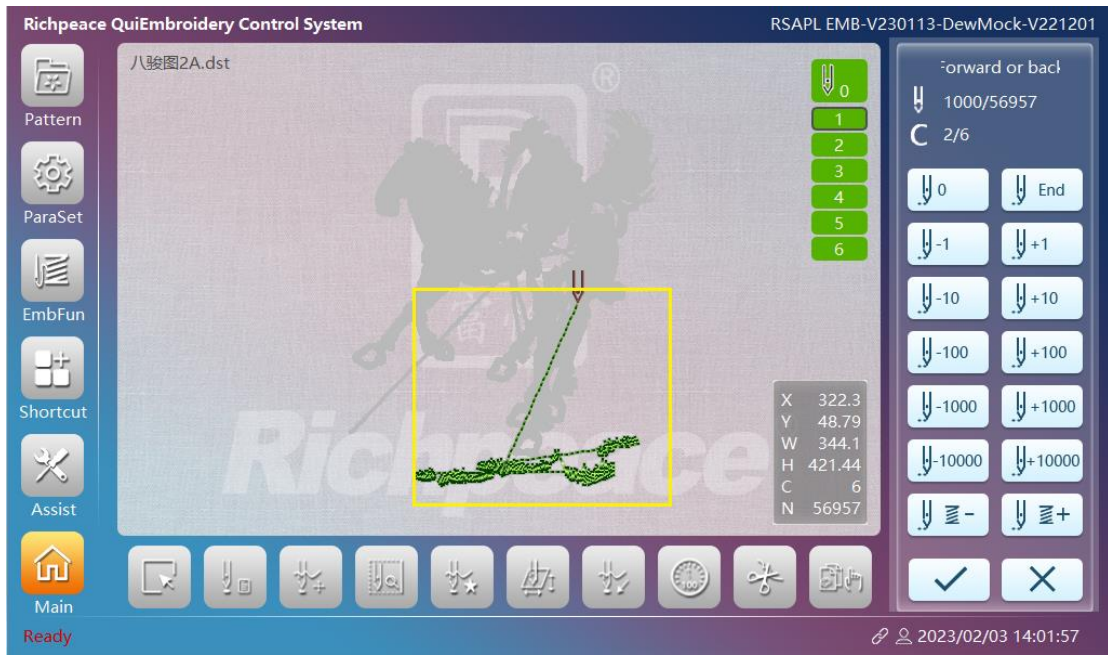 Richpeace QuiEmbroidery Control System
RSAPL EMB-V230113-DewMock-V221201
Pattern
ParaSet
EmbFun
Shortcut
Assist
Main
八骏图2A.dst
®
0
1
2
3
4
5
6
Richpeace
X 322.3
Y 48.79
W 344.1
H 421.44
C 6
N 56957
100
Forward or back
1000/56957
C 2/6
0
End
-1
+1
-10
+10
-100
+100
-1000
+1000
-10000
+10000
-
+
Ready
2023/02/03 14:01:57